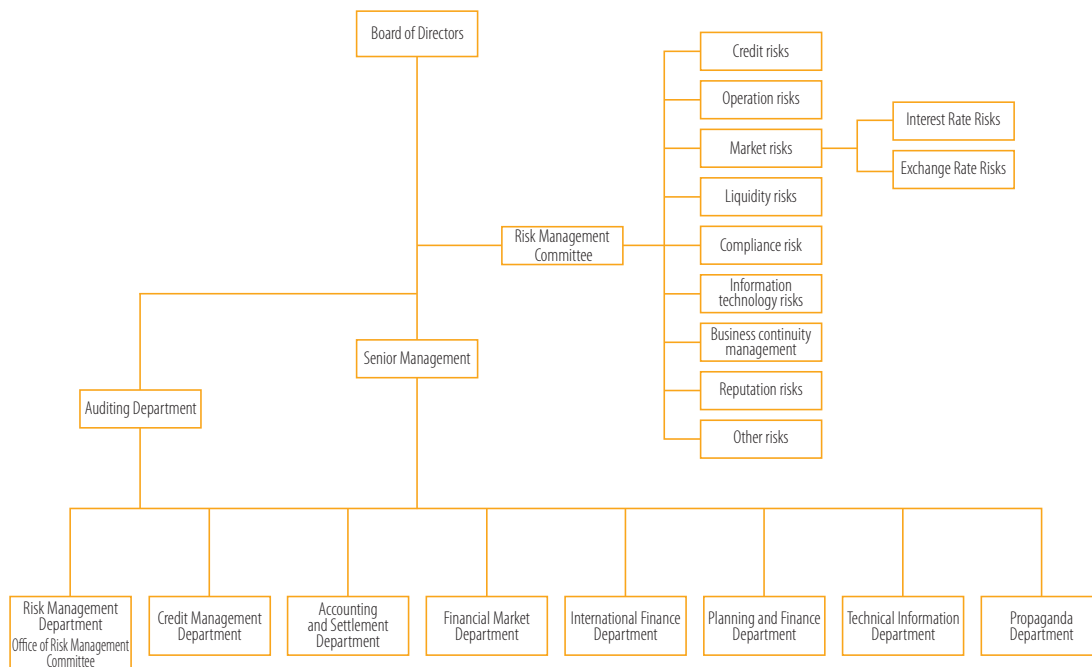 Board of Directors
Credit risks
Operation risks
Interest Rate Risks
Market risks
Exchange Rate Risks
Liquidity risks
Risk Management
Committee
Compliance risk
Information
technology risks
Business continuity
management
Senior Management
Reputation risks
Auditing Department
Other risks
Risk Management
Department
Office of Risk Management
Committee
Credit Management
Department
Accounting
and Settlement
Department
Financial Market
Department
International Finance
Department
Planning and Finance
Department
Technical Information
Department
Propaganda
Department